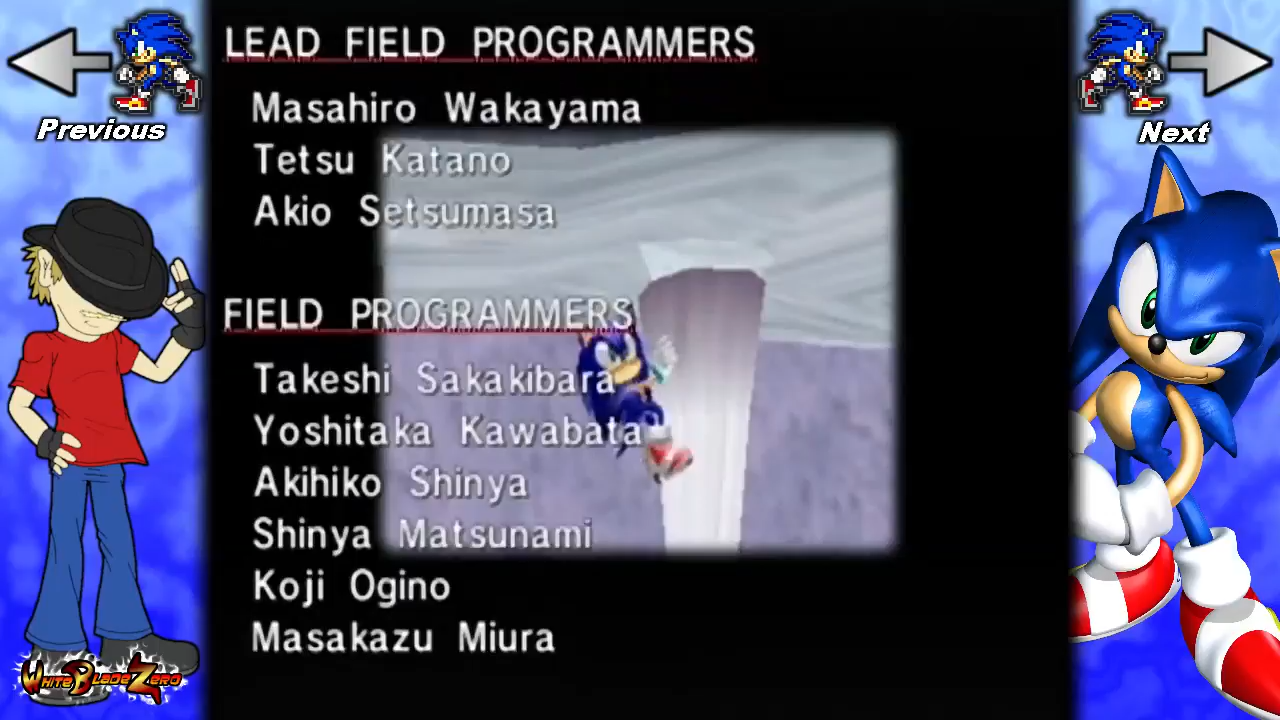 LEAD FIELD PROGRAMMERS
Masahiro Wakayama
Tetsu Katano
Akio Setsumasa
FIELD PROGRAMMERS
Takeshi Sakakibara
Yoshitaka Kawabata
Akihiko Shinya
Shinya Matsunami
Koji Ogino
Masakazu Miura
Previous
Next
WhiteBladeZero